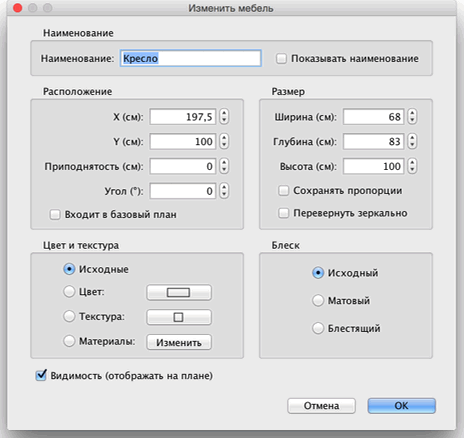 Изменить мебель
Наименование
Наименование: Кресло Показывать наименование
Расположение
X (см): 197,5
Y (см): 100
Приподнятость (см): 0
Угол (°): 0
Входит в базовый план
Размер
Ширина (см): 68
Глубина (см): 83
Высота (см): 100
Сохранять пропорции
Перевернуть зеркально
Цвет и текстура
Исходные
Цвет:
Текстура:
Материалы: Изменить
Блеск
Исходный
Матовый
Блестящий
Видимость (отображать на плане)
Отмена OK